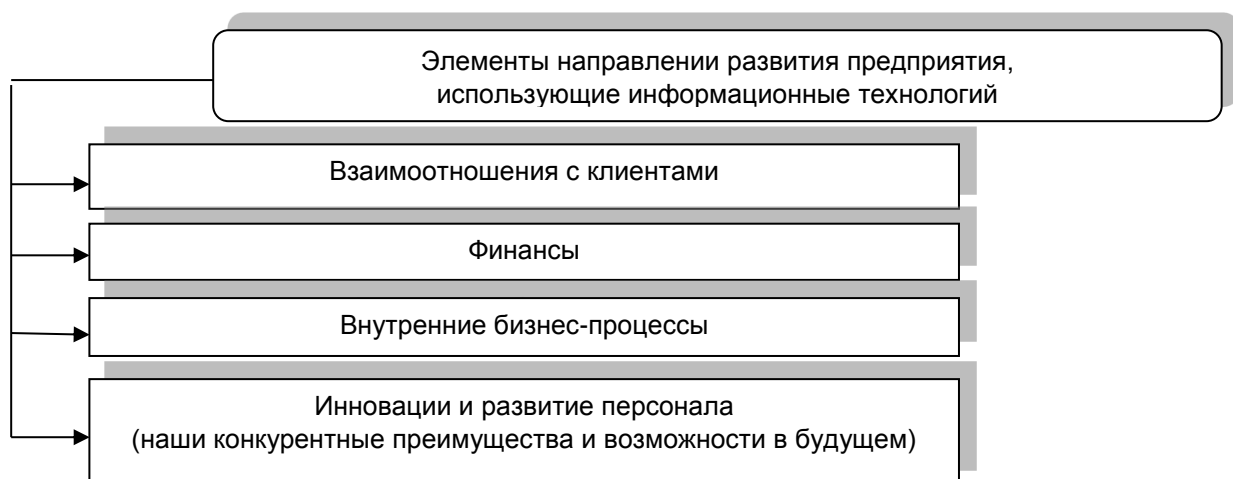 Элементы направлении развития предприятия,
использующие информационные технологий
Взаимоотношения с клиентами
Финансы
Внутренние бизнес-процессы
Инновации и развитие персонала
(наши конкурентные преимущества и возможности в будущем)